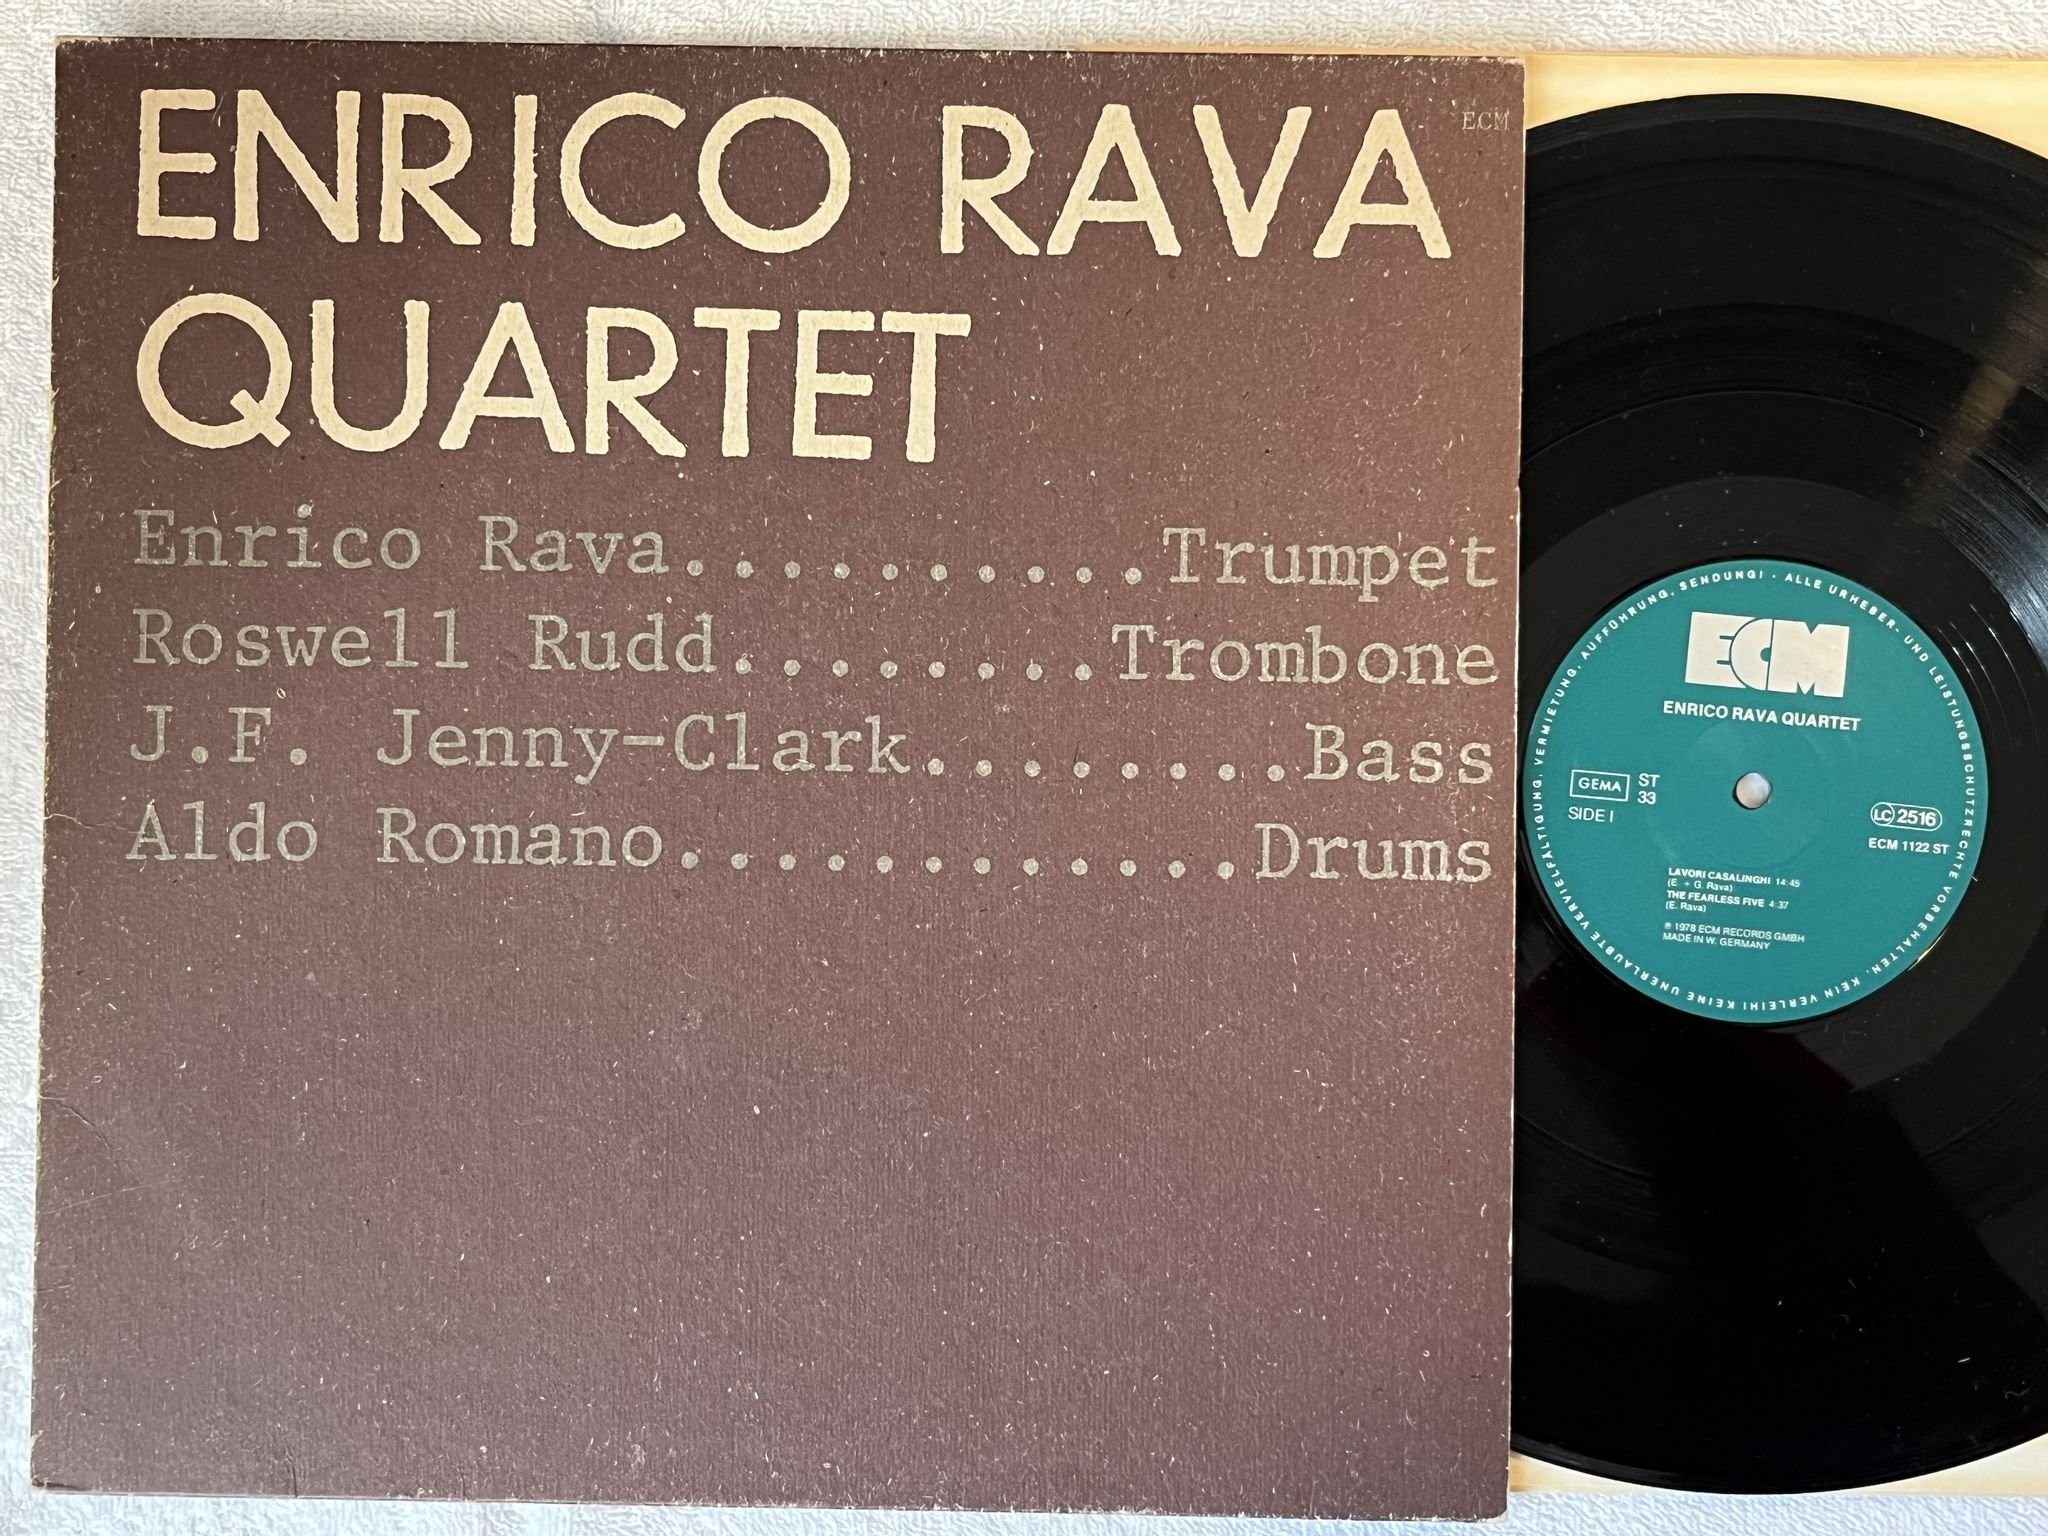 ENRICO RAVA
ECM
QUARTET
Enrico Rava..........Trumpet
Roswell Rudd........Trombone
J.F. Jenny-Clark........Bass
Aldo Romano............Drums
ECM
ENRICO RAVA QUARTET
GEMA
ST
33
SIDE I
LC 2516
ECM 1122 ST
LAVORI CASALINGHI 14:45
(E. + G. Rava)
THE FEARLESS FIVE 4:37
(E. Rava)
℗ 1978 ECM RECORDS GMBH
MADE IN W. GERMANY
ALLE URHEBER- UND LEISTUNGSSCHUTZRECHTE VORBEHALTEN. KEIN VERLEIH! KEINE UNERLAUBTE VERVIELFÄLTIGUNG, VERMIETUNG, AUFFÜHRUNG, SENDUNG! •